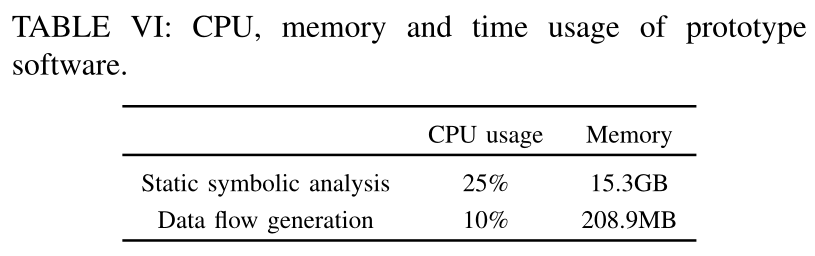 TABLE VI: CPU, memory and time usage of prototype
software.
CPU usage Memory
Static symbolic analysis 25% 15.3GB
Data flow generation 10% 208.9MB